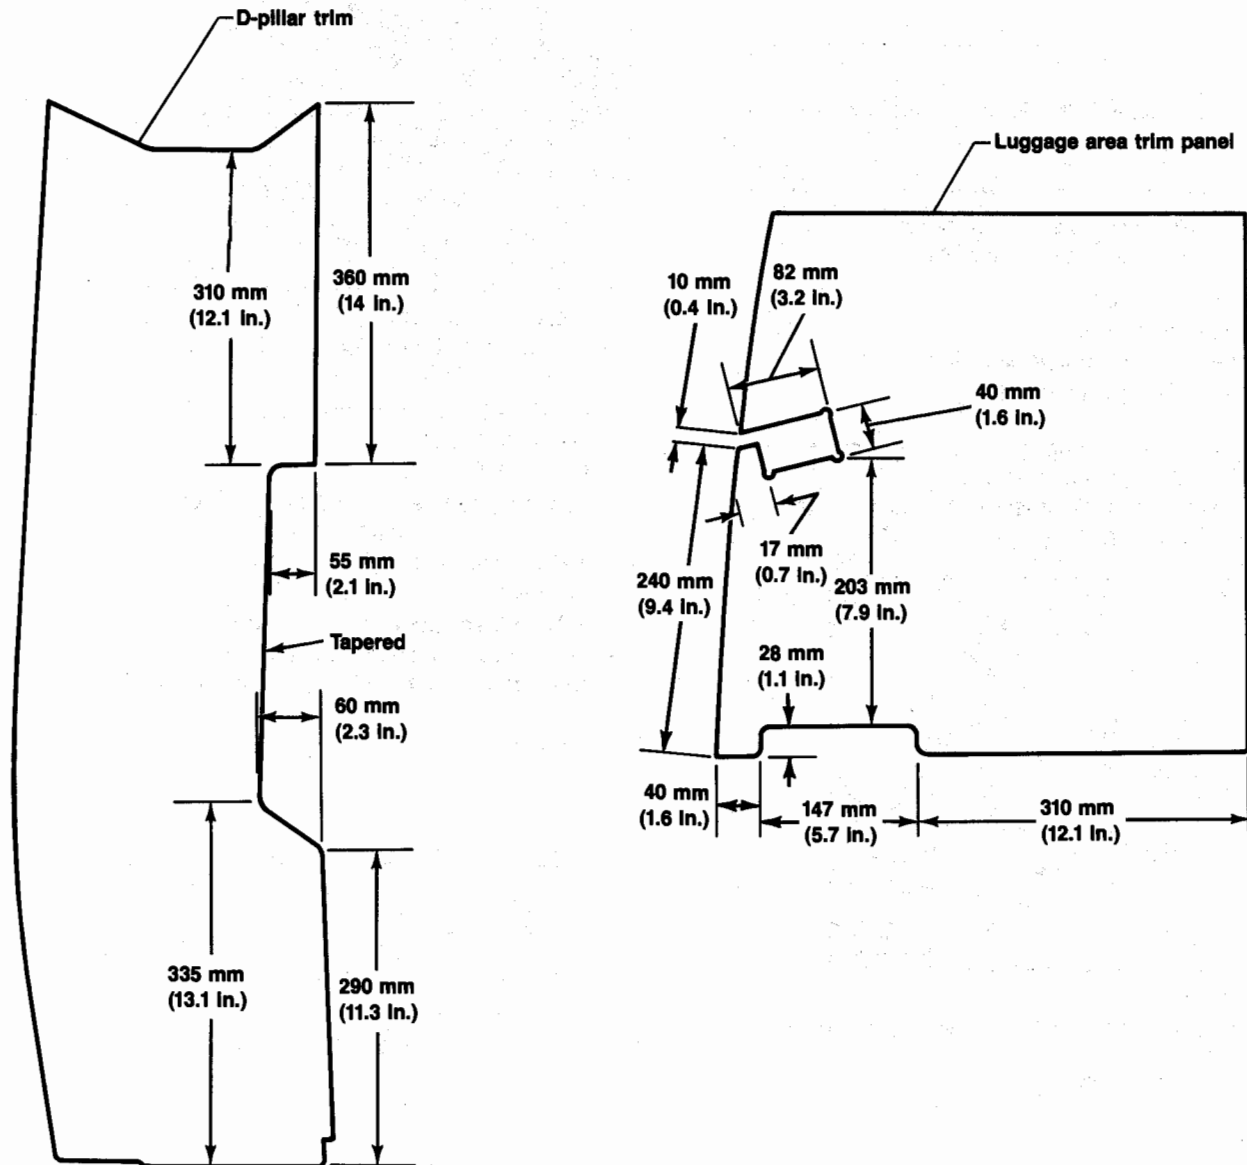 D-pillar trim
310 mm
(12.1 in.)
360 mm
(14 in.)
55 mm
(2.1 in.)
Tapered
60 mm
(2.3 in.)
335 mm
(13.1 in.)
290 mm
(11.3 in.)
Luggage area trim panel
10 mm
(0.4 in.)
82 mm
(3.2 in.)
40 mm
(1.6 in.)
17 mm
(0.7 in.)
240 mm
(9.4 in.)
203 mm
(7.9 in.)
28 mm
(1.1 in.)
40 mm
(1.6 in.)
147 mm
(5.7 in.)
310 mm
(12.1 in.)